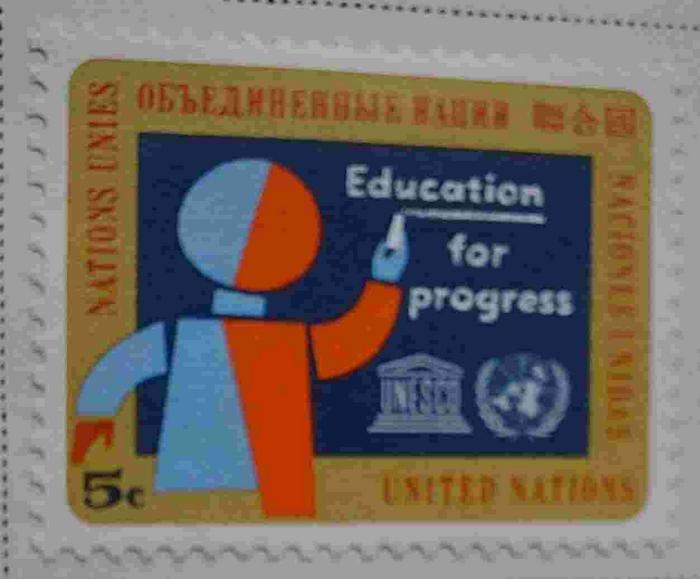 ОБЪЕДИНЕННЫЕ НАЦИИ 聯合國
NATIONS UNIES
Education
for
progress
NACIONES UNIDAS
UNESCO
5c
UNITED NATIONS